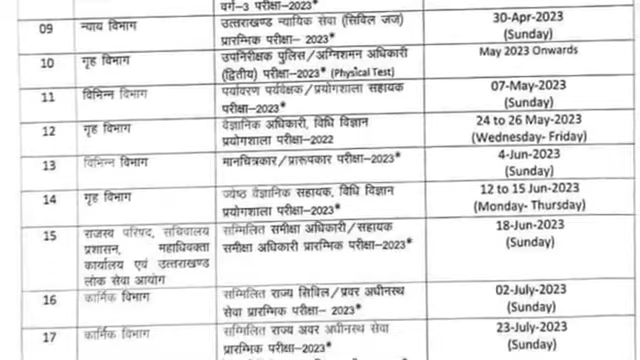 वर्ग-3 परीक्षा-2023*
09 न्याय विभाग उत्तराखण्ड न्यायिक सेवा (सिविल जज) 30-Apr-2023
प्रारम्भिक परीक्षा- 2023* (Sunday)
10 गृह विभाग उपनिरीक्षक पुलिस/अग्निशमन अधिकारी May 2023 Onwards
(द्वितीय) परीक्षा-2023* (Physical Test)
11 विभिन्न विभाग पर्यावरण पर्यवेक्षक/प्रयोगशाला सहायक 07-May-2023
परीक्षा-2023* (Sunday)
12 गृह विभाग वैज्ञानिक अधिकारी, विधि विज्ञान 24 to 26 May-2023
प्रयोगशाला परीक्षा-2022 (Wednesday- Friday)
13 विभिन्न विभाग मानचित्रकार/प्रारूपकार परीक्षा-2023* 4-Jun-2023
(Sunday)
14 गृह विभाग ज्येष्ठ वैज्ञानिक सहायक, विधि विज्ञान 12 to 15 Jun-2023
प्रयोगशाला परीक्षा-2023* (Monday- Thursday)
15 राजस्व परिषद, सचिवालय सम्मिलित समीक्षा अधिकारी/सहायक 18-Jun-2023
प्रशासन, महाधिवक्ता समीक्षा अधिकारी प्रारम्भिक परीक्षा-2023* (Sunday)
कार्यालय एवं उत्तराखण्ड
लोक सेवा आयोग
16 कार्मिक विभाग सम्मिलित राज्य सिविल/प्रवर अधीनस्थ 02-July-2023
सेवा प्रारम्भिक परीक्षा- 2023* (Sunday)
17 कार्मिक विभाग सम्मिलित राज्य अवर अधीनस्थ सेवा 23-July-2023
प्रारम्भिक परीक्षा-2023* (Sunday)